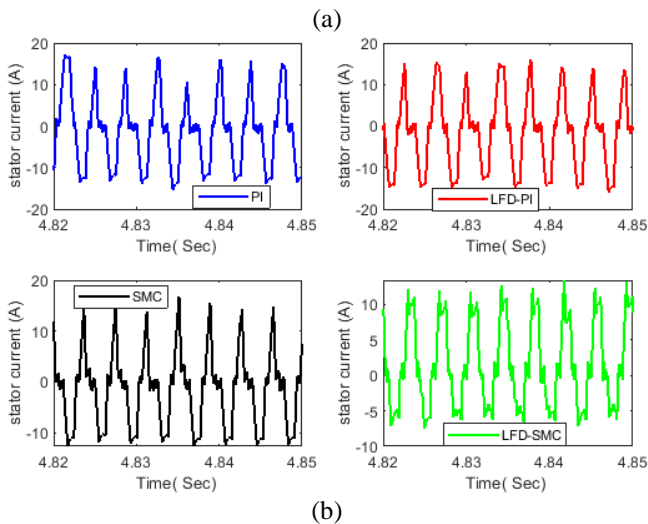 (a)
stator current (A)
20
10
0
-10
-20
PI
4.82
4.83
4.84
4.85
Time( Sec)
stator current (A)
20
10
0
-10
-20
LFD-PI
4.82
4.83
4.84
4.85
Time( Sec)
stator current (A)
20
10
0
-10
SMC
4.82
4.83
4.84
4.85
Time( Sec)
stator current (A)
10
5
0
-5
-10
LFD-SMC
4.82
4.83
4.84
4.85
Time( Sec)
(b)